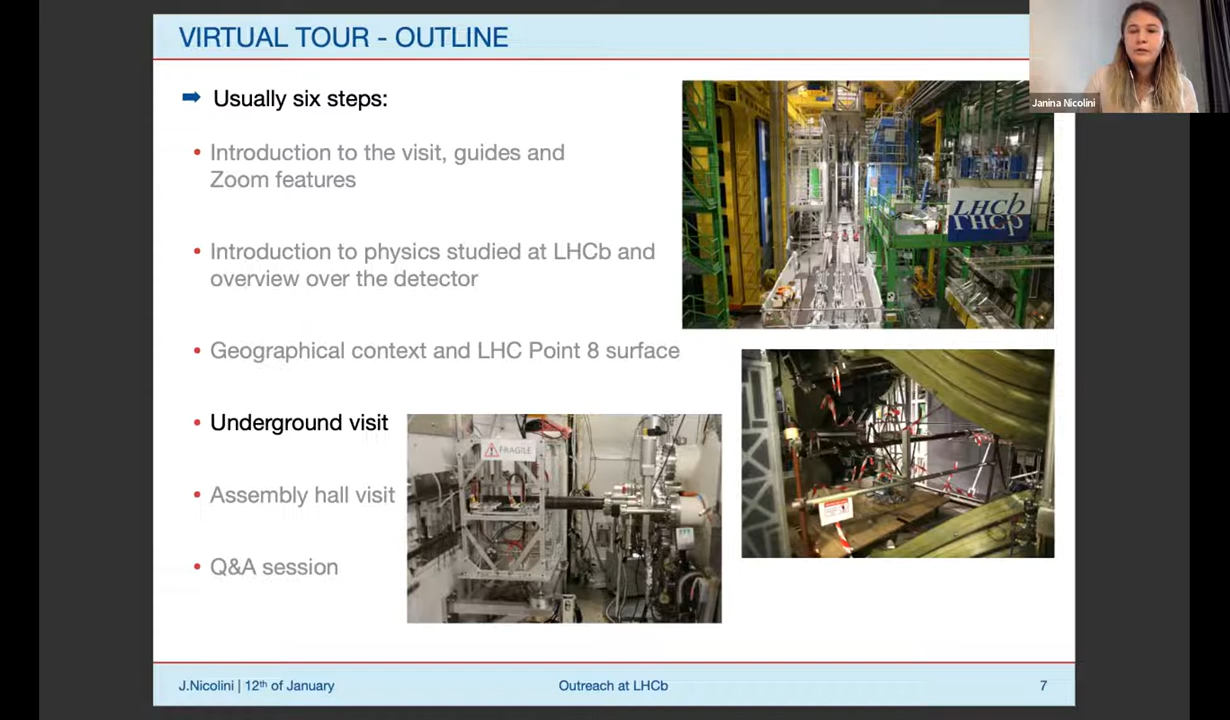 VIRTUAL TOUR - OUTLINE
Janina Nicolini
➡ Usually six steps:
• Introduction to the visit, guides and
Zoom features
• Introduction to physics studied at LHCb and
overview over the detector
• Geographical context and LHC Point 8 surface
• Underground visit
• Assembly hall visit
• Q&A session
LHCb
LHCb
FRAGILE
J.Nicolini | 12th of January
Outreach at LHCb
7